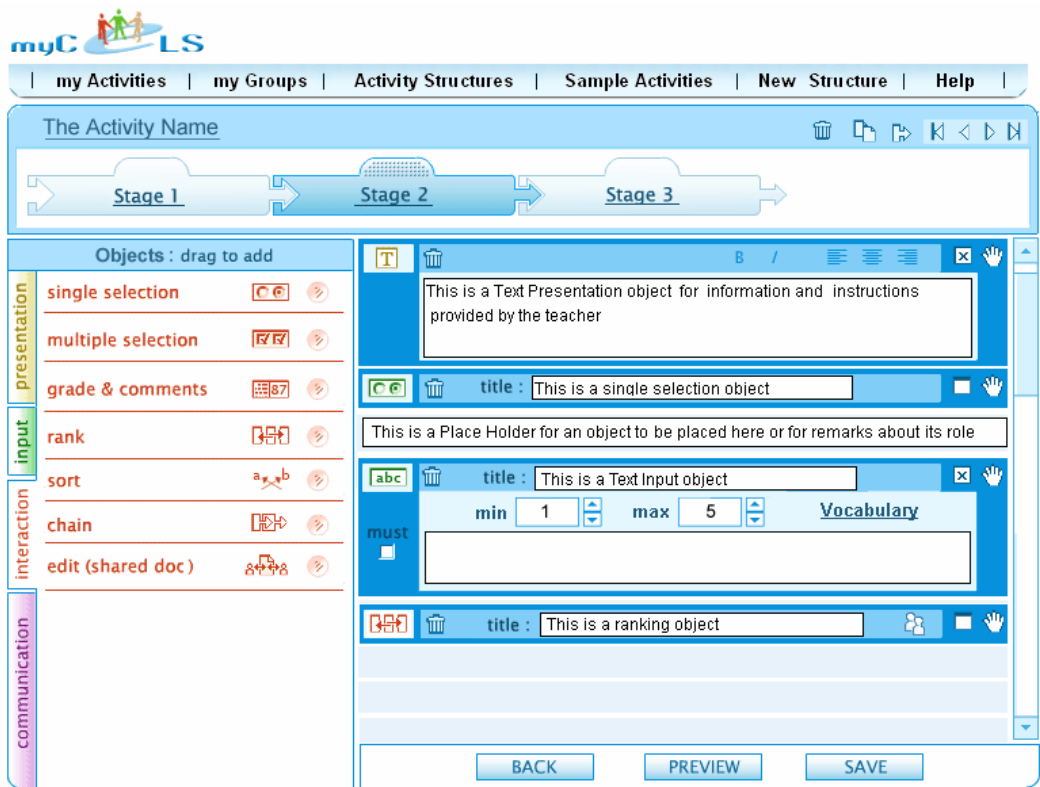 myC LS
| my Activities | my Groups | Activity Structures | Sample Activities | New Structure | Help |
The Activity Name
Stage 1 Stage 2 Stage 3
Objects : drag to add
presentation
input
interaction
communication
single selection
multiple selection
grade & comments 87
rank
sort a b
chain
edit (shared doc)
T B I
This is a Text Presentation object for information and instructions
provided by the teacher
title : This is a single selection object
This is a Place Holder for an object to be placed here or for remarks about its role
abc title : This is a Text Input object
must
min 1 max 5 Vocabulary
title : This is a ranking object
BACK PREVIEW SAVE